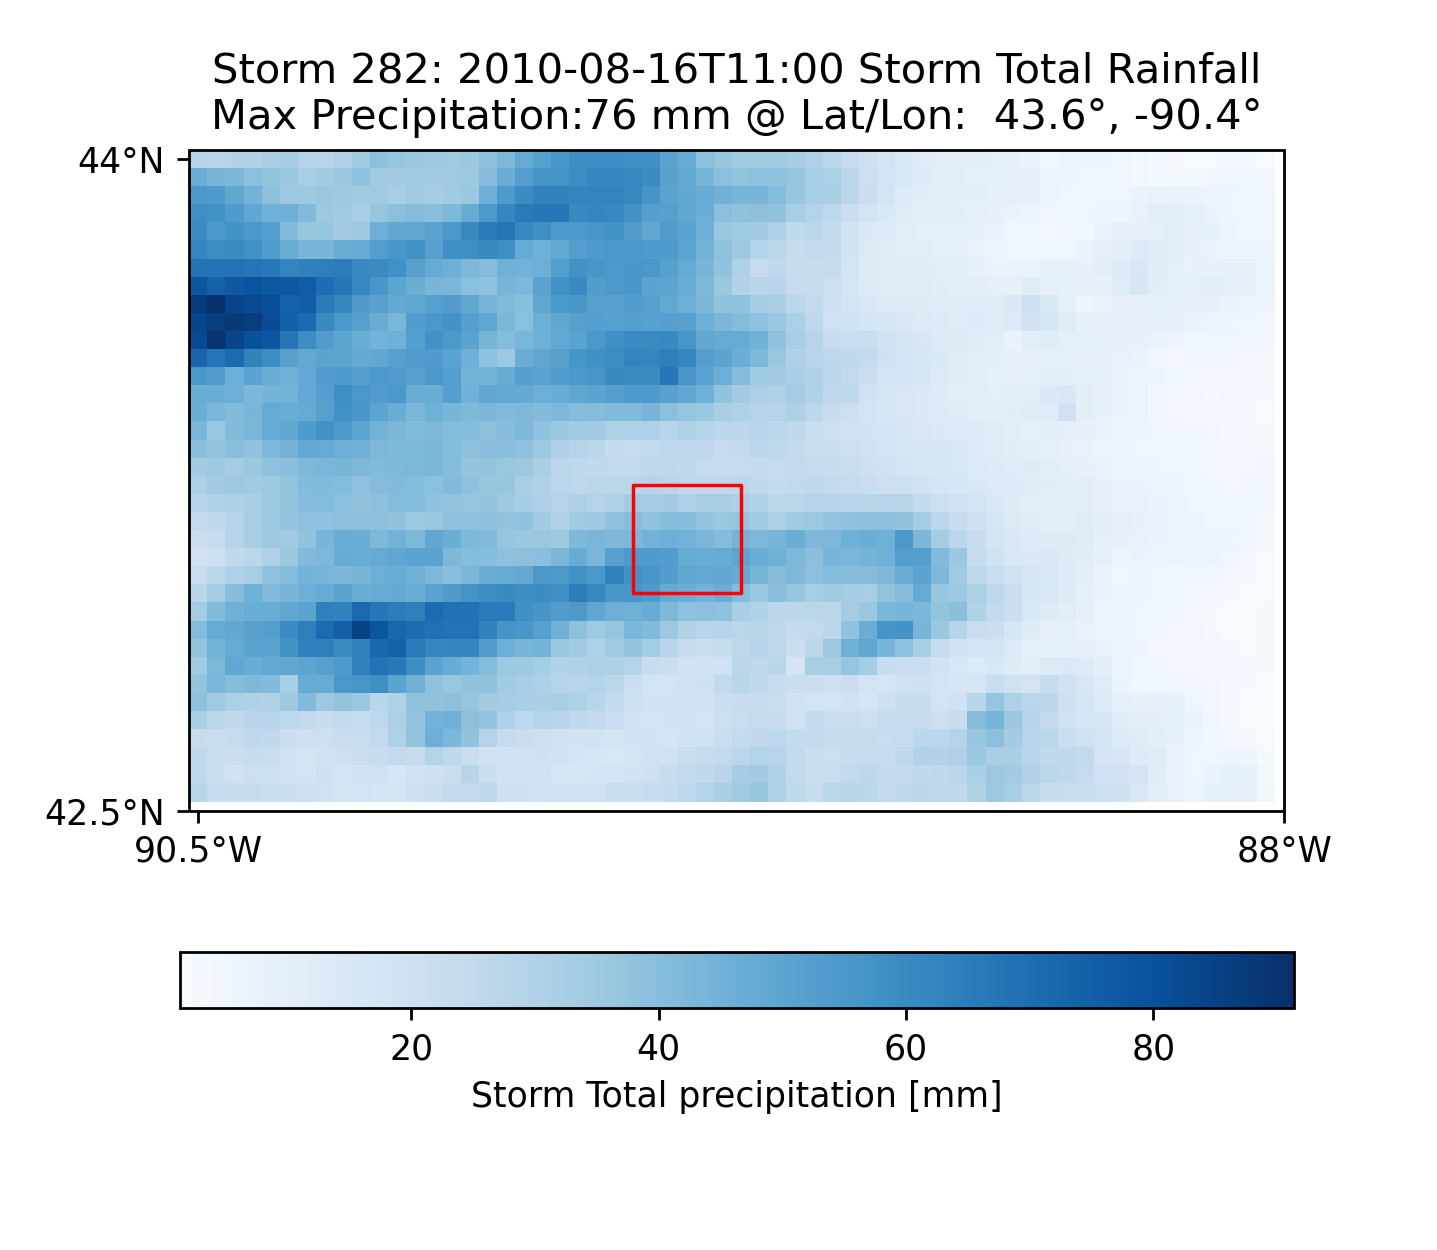 Storm 282: 2010-08-16T11:00 Storm Total Rainfall
Max Precipitation:76 mm @ Lat/Lon:  43.6°, -90.4°
44°N
42.5°N
90.5°W 88°W
20 40 60 80
Storm Total precipitation [mm]